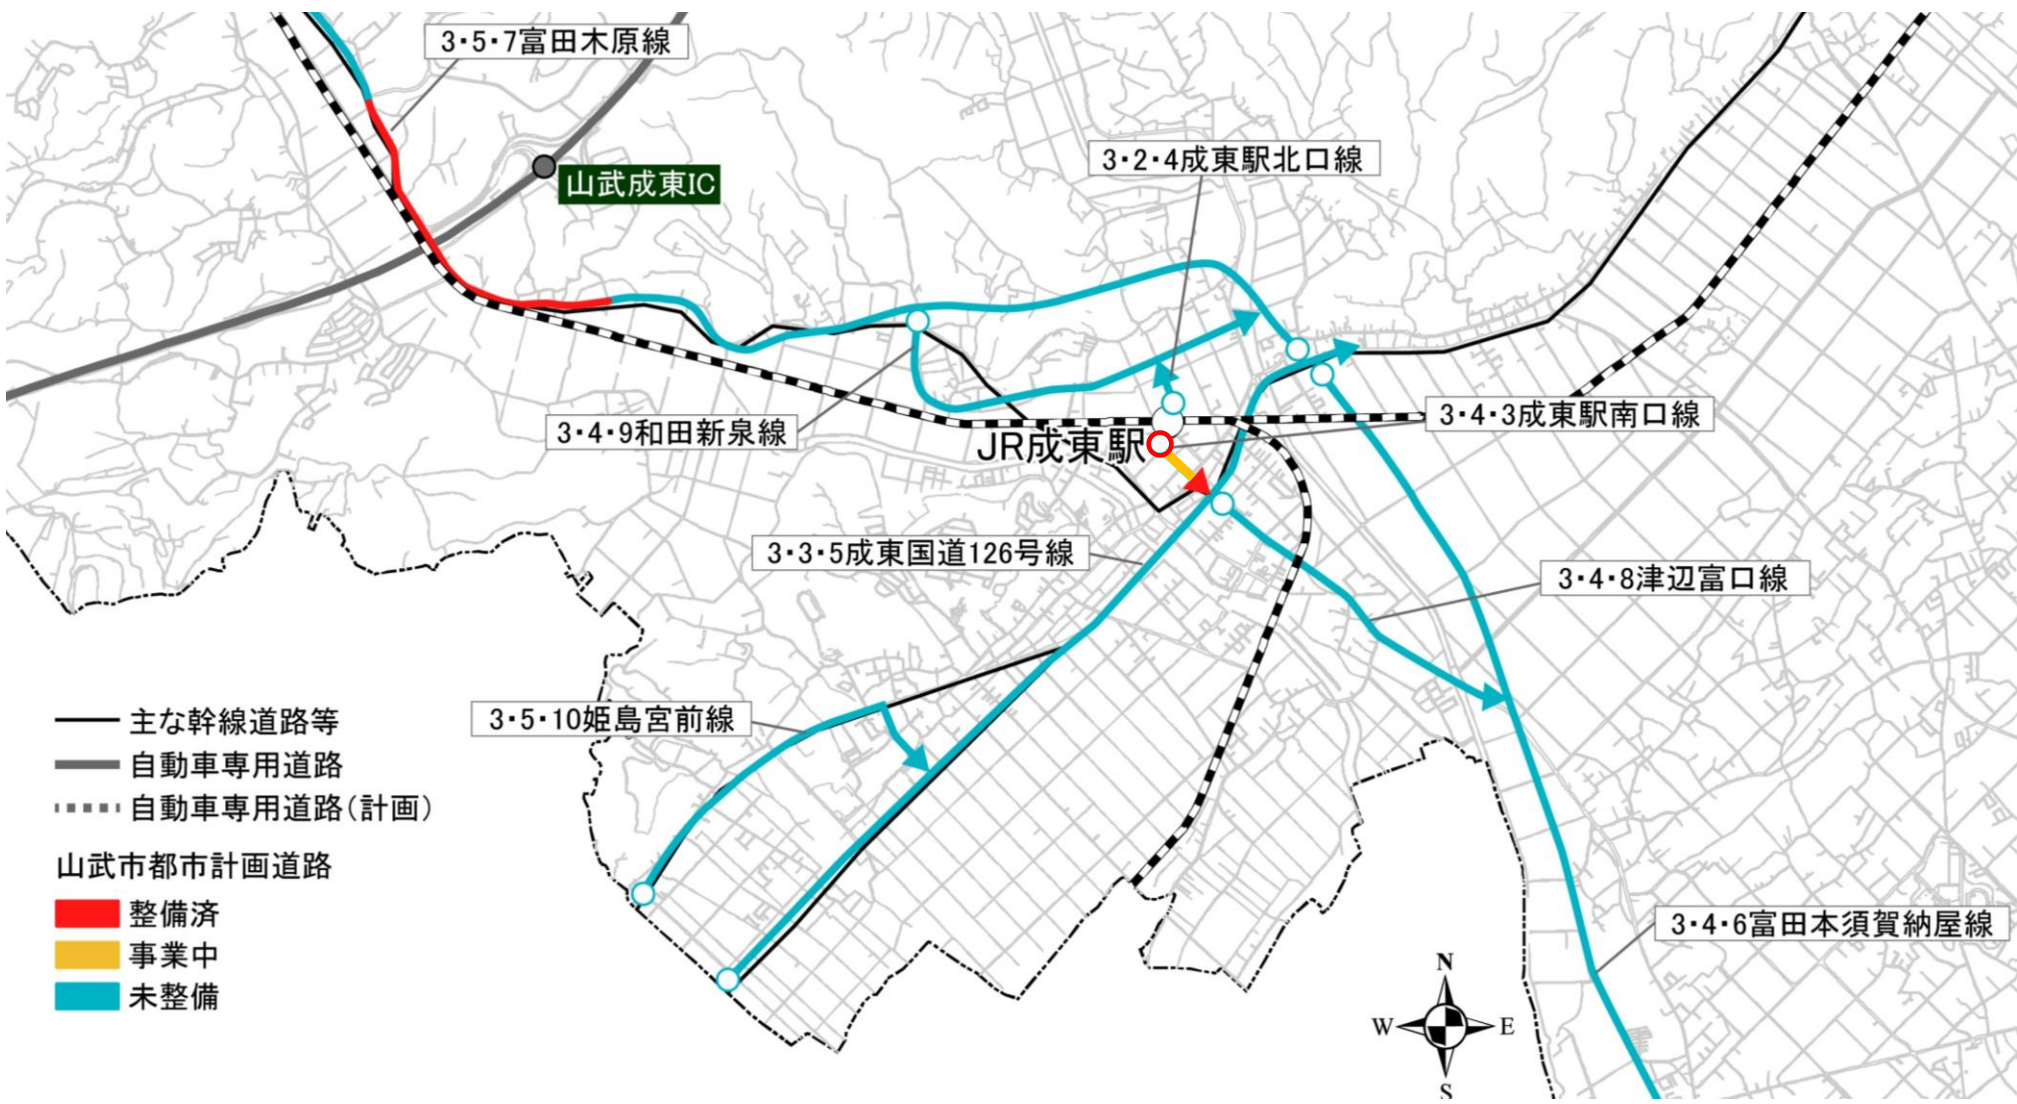 3・5・7富田木原線
山武成東IC
3・2・4成東駅北口線
3・4・9和田新泉線
JR成東駅
3・4・3成東駅南口線
3・3・5成東国道126号線
3・4・8津辺富口線
3・5・10姫島宮前線
3・4・6富田本須賀納屋線
主な幹線道路等
自動車専用道路
自動車専用道路(計画)
山武市都市計画道路
整備済
事業中
未整備
N
W
E
S